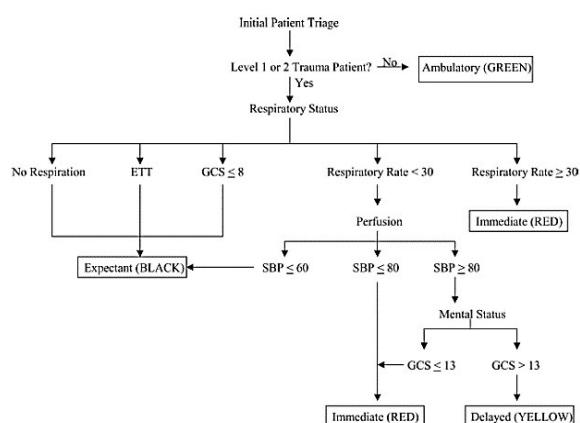 Initial Patient Triage
Level 1 or 2 Trauma Patient?
No
Ambulatory (GREEN)
Yes
Respiratory Status
No Respiration
ETT
GCS ≤ 8
Respiratory Rate < 30
Respiratory Rate ≥ 30
Immediate (RED)
Perfusion
Expectant (BLACK)
SBP ≤ 60
SBP ≤ 80
SBP ≥ 80
Mental Status
GCS ≤ 13
GCS > 13
Immediate (RED)
Delayed (YELLOW)